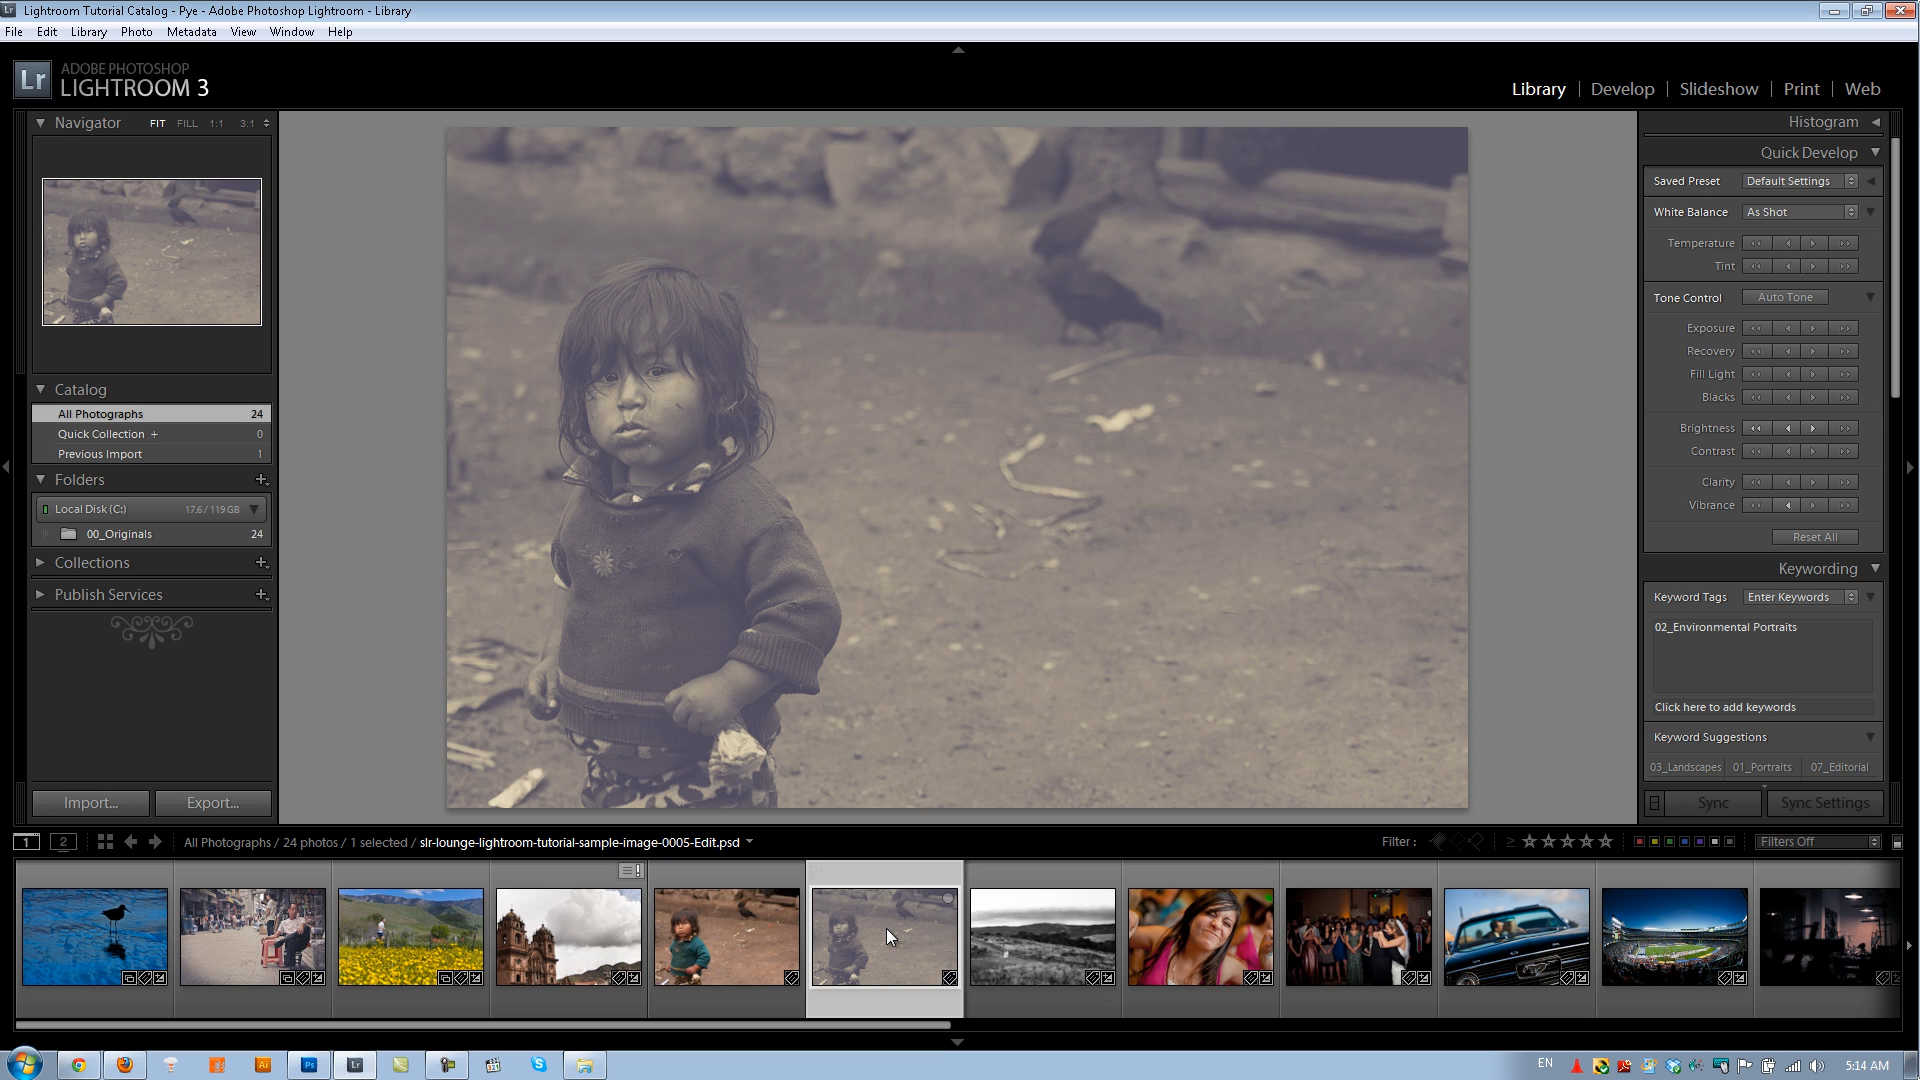 Lr Lightroom Tutorial Catalog - Pye - Adobe Photoshop Lightroom - Library
File Edit Library Photo Metadata View Window Help
Lr ADOBE PHOTOSHOP
LIGHTROOM 3
Library | Develop | Slideshow | Print | Web
Navigator FIT FILL 1:1 3:1
Catalog
All Photographs 24
Quick Collection + 0
Previous Import 1
Folders
Local Disk (C:) 17.6 / 119 GB
00_Originals 24
Collections
Publish Services
Import... Export...
Histogram
Quick Develop
Saved Preset Default Settings
White Balance As Shot
Temperature
Tint
Tone Control Auto Tone
Exposure
Recovery
Fill Light
Blacks
Brightness
Contrast
Clarity
Vibrance
Reset All
Keywording
Keyword Tags Enter Keywords
02_Environmental Portraits
Click here to add keywords
Keyword Suggestions
03_Landscapes 01_Portraits 07_Editorial
Sync Sync Settings
1 2 All Photographs / 24 photos / 1 selected / slr-lounge-lightroom-tutorial-sample-image-0005-Edit.psd Filter : ≥ Filters Off
Ai Ps Lr EN 5:14 AM